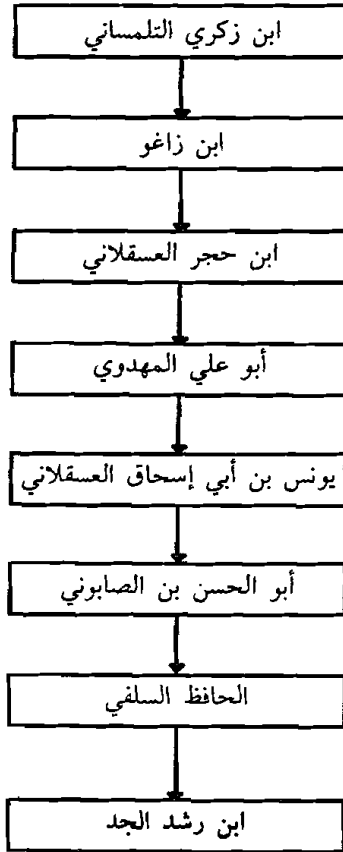 ابن زكري التلمساني
ابن زاغو
ابن حجر العسقلاني
أبو علي المهدوي
يونس بن أبي إسحاق العسقلاني
أبو الحسن بن الصابوني
الحافظ السلفي
ابن رشد الجد